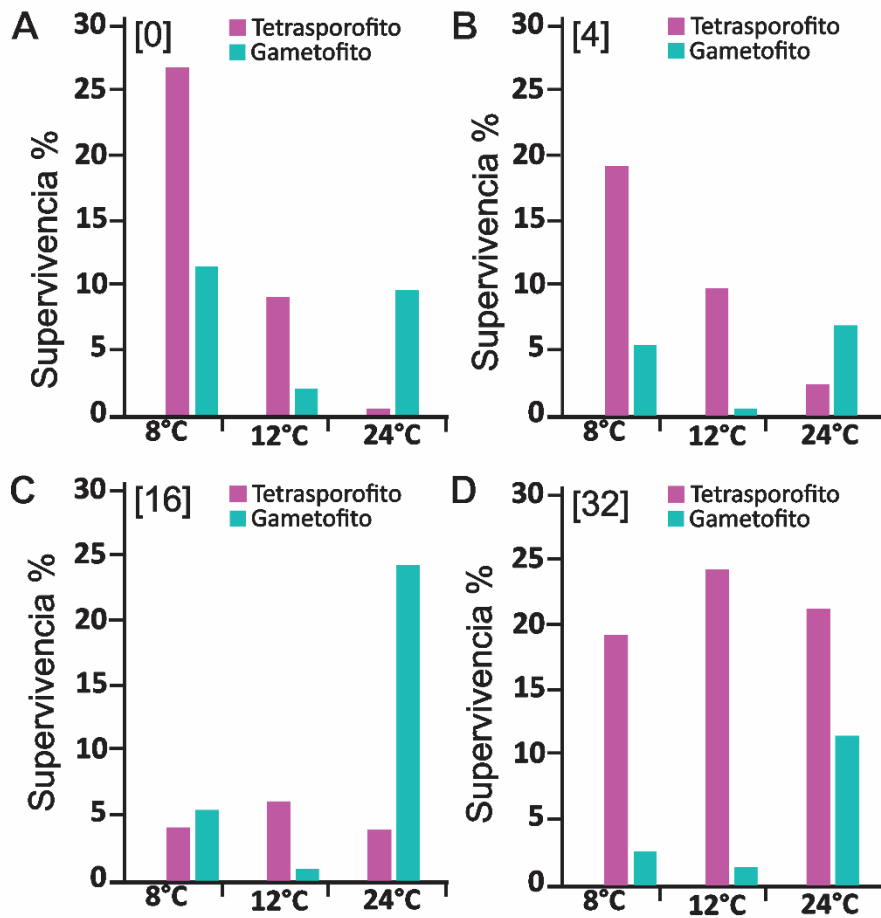 A
[0]
Tetrasporofito
Gametofito
Supervivencia %
30
25
20
15
10
5
0
8°C
12°C
24°C
B
[4]
Tetrasporofito
Gametofito
Supervivencia %
30
25
20
15
10
5
0
8°C
12°C
24°C
C
[16]
Tetrasporofito
Gametofito
Supervivencia %
30
25
20
15
10
5
0
8°C
12°C
24°C
D
[32]
Tetrasporofito
Gametofito
Supervivencia %
30
25
20
15
10
5
0
8°C
12°C
24°C